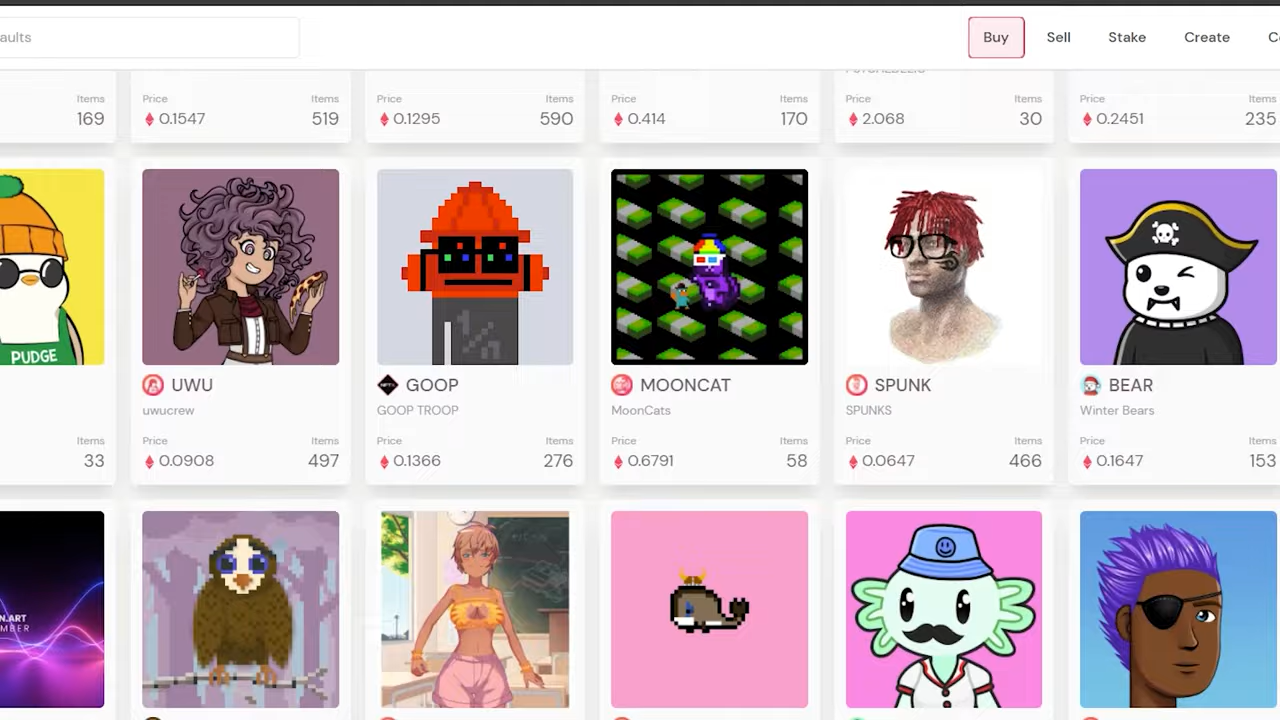 aults
Buy Sell Stake Create
Items Price Items Price Items Price Items Price Items Price Items
169 0.1547 519 0.1295 590 0.414 170 2.068 30 0.2451 235
PUDGE
UWU GOOP MOONCAT SPUNK BEAR
uwucrew GOOP TROOP MoonCats SPUNKS Winter Bears
Items Price Items Price Items Price Items Price Items Price Items
33 0.0908 497 0.1366 276 0.6791 58 0.0647 466 0.1647 153
N.ART
MBER